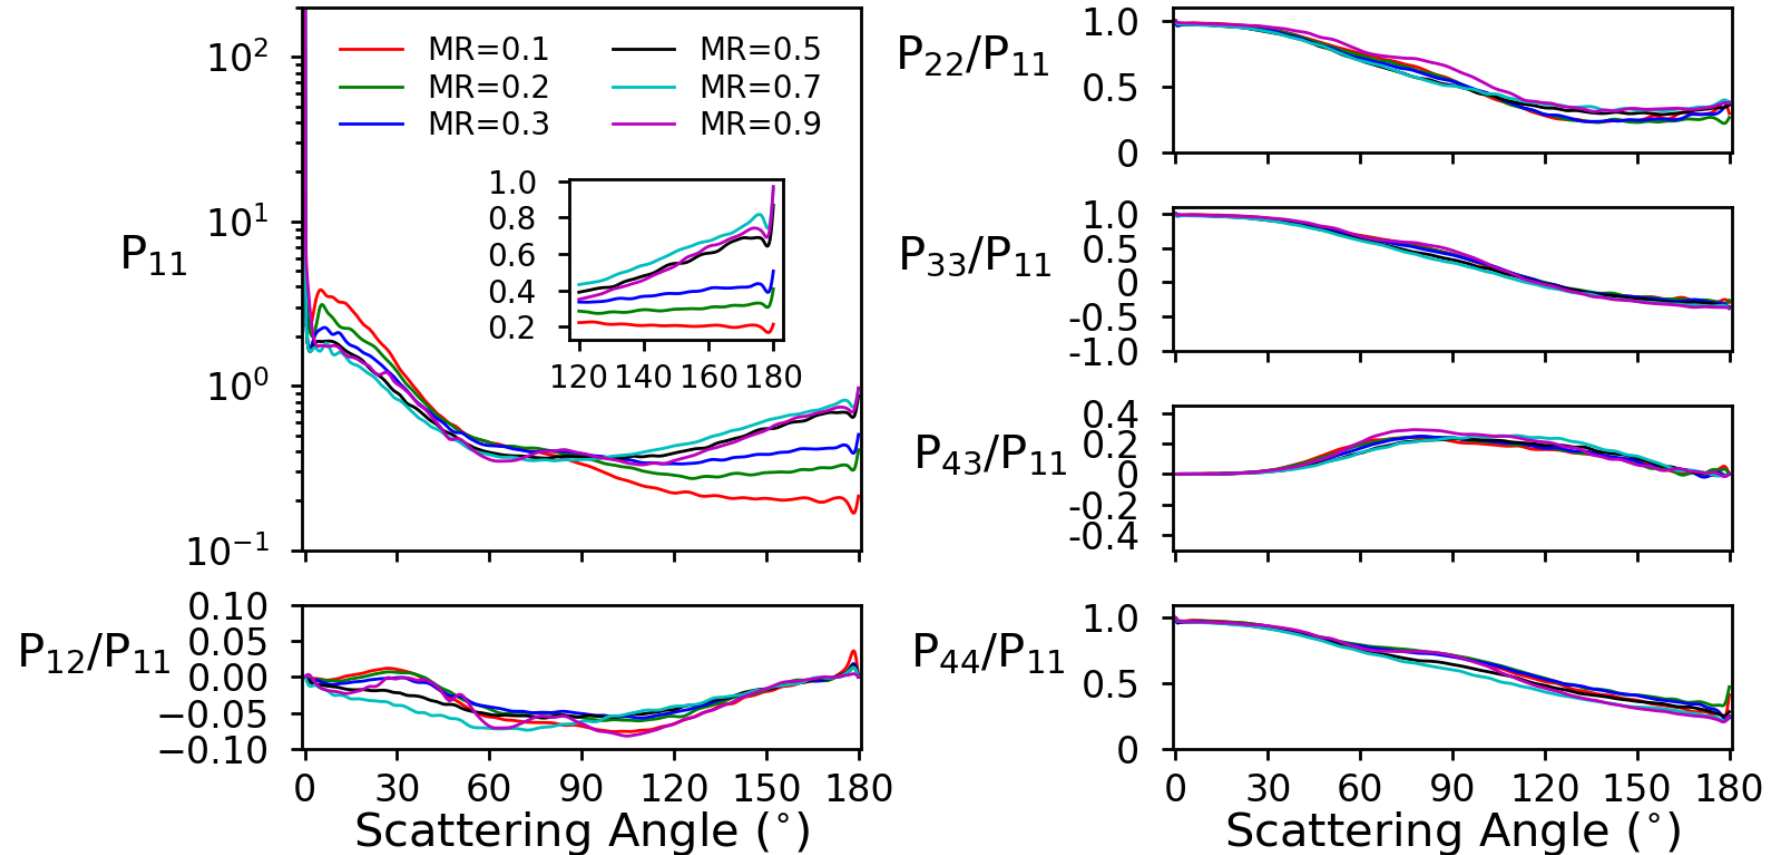 10²
10¹
10⁰
10⁻¹
P₁₁
MR=0.1
MR=0.2
MR=0.3
MR=0.5
MR=0.7
MR=0.9
1.0
0.8
0.6
0.4
0.2
120 140 160 180
P₁₂/P₁₁
0.10
0.05
0.00
−0.05
−0.10
0 30 60 90 120 150 180
Scattering Angle (°)
P₂₂/P₁₁
1.0
0.5
0
P₃₃/P₁₁
1.0
0.5
0
-0.5
-1.0
P₄₃/P₁₁
0.4
0.2
0
-0.2
-0.4
P₄₄/P₁₁
1.0
0.5
0
0 30 60 90 120 150 180
Scattering Angle (°)